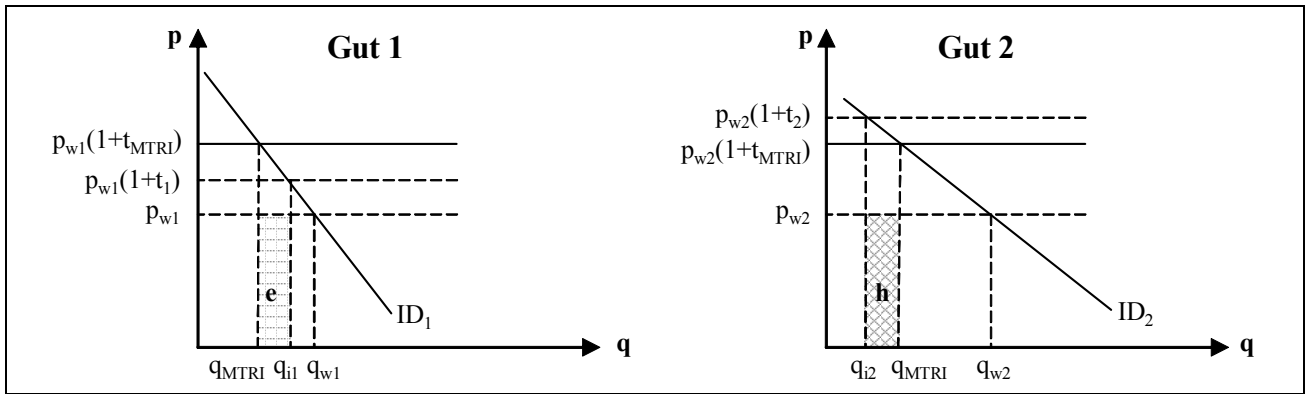 p
Gut 1
p_w1(1+t_MTRI)
p_w1(1+t_1)
p_w1
e
ID_1
q
q_MTRI q_i1 q_w1
p
Gut 2
p_w2(1+t_2)
p_w2(1+t_MTRI)
p_w2
h
ID_2
q
q_i2 q_MTRI q_w2